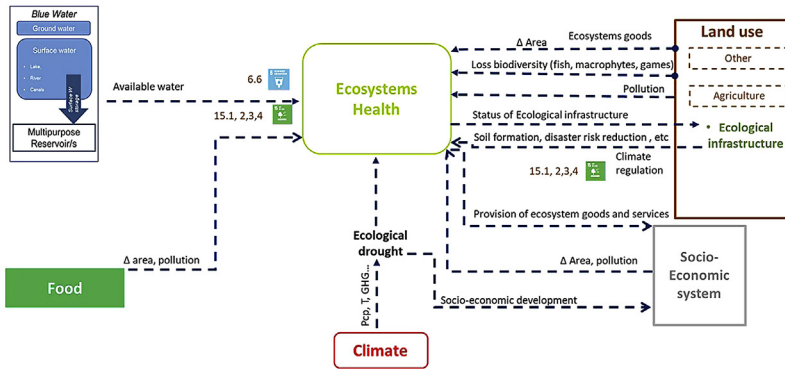 Blue Water
Ground water
Surface water
• Lake,
• River
• Canals
Surface W
storage
Multipurpose
Reservoir/s
Available water
6.6
15.1, 2,3,4
Ecosystems
Health
Δ Area
Ecosystems goods
Loss biodiversity (fish, macrophytes, games)
Pollution
Status of Ecological infrastructure
Soil formation, disaster risk reduction , etc
Climate
regulation
15.1, 2,3,4
Land use
Other
Agriculture
• Ecological
infrastructure
Provision of ecosystem goods and services
Ecological
drought
Δ area, pollution
Δ Area, pollution
Food
Pcp, T, GHG...
Socio-economic development
Socio-
Economic
system
Climate